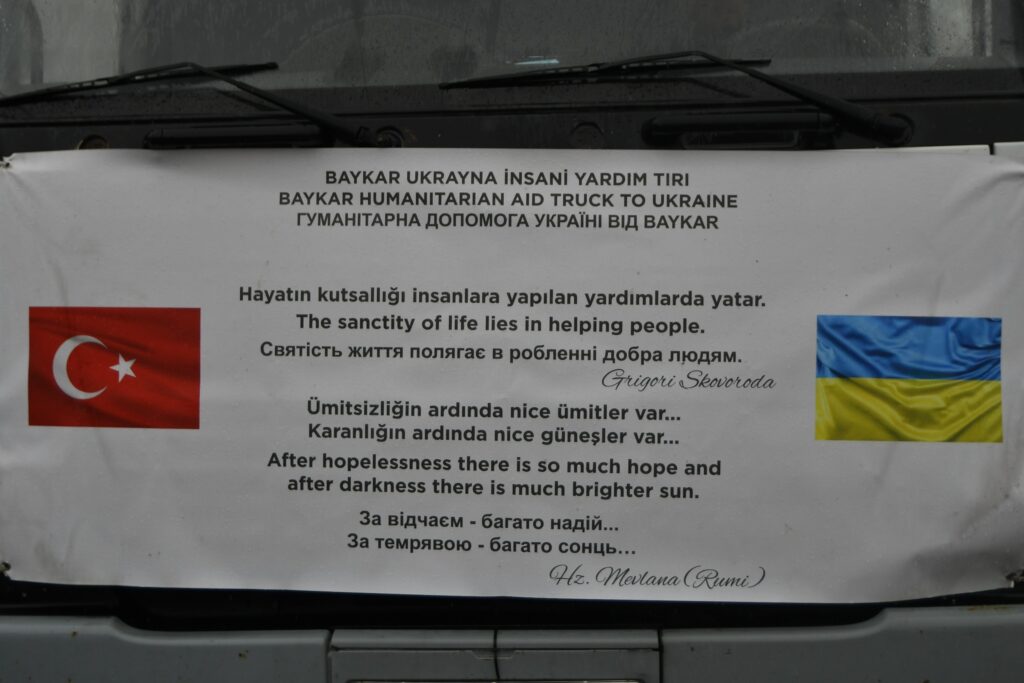 BAYKAR UKRAYNA İNSANİ YARDIM TIRI
BAYKAR HUMANITARIAN AID TRUCK TO UKRAINE
ГУМАНІТАРНА ДОПОМОГА УКРАЇНІ ВІД BAYKAR
Hayatın kutsallığı insanlara yapılan yardımlarda yatar.
The sanctity of life lies in helping people.
Святість життя полягає в робленні добра людям.
Grigori Skovoroda
Ümitsizliğin ardında nice ümitler var...
Karanlığın ardında nice güneşler var...
After hopelessness there is so much hope and
after darkness there is much brighter sun.
За відчаєм - багато надій...
За темрявою - багато сонць...
Hz. Mevlana (Rumi)